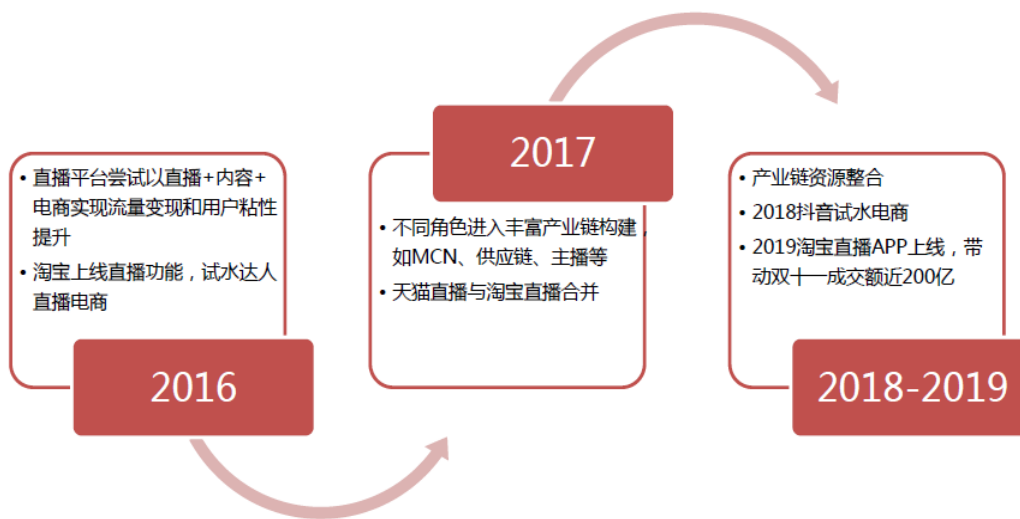 • 直播平台尝试以直播+内容+
电商实现流量变现和用户粘性
提升
• 淘宝上线直播功能，试水达人
直播电商
2016
2017
• 不同角色进入丰富产业链构建，
如MCN、供应链、主播等
• 天猫直播与淘宝直播合并
• 产业链资源整合
• 2018抖音试水电商
• 2019淘宝直播APP上线，带
动双十一成交额近200亿
2018-2019